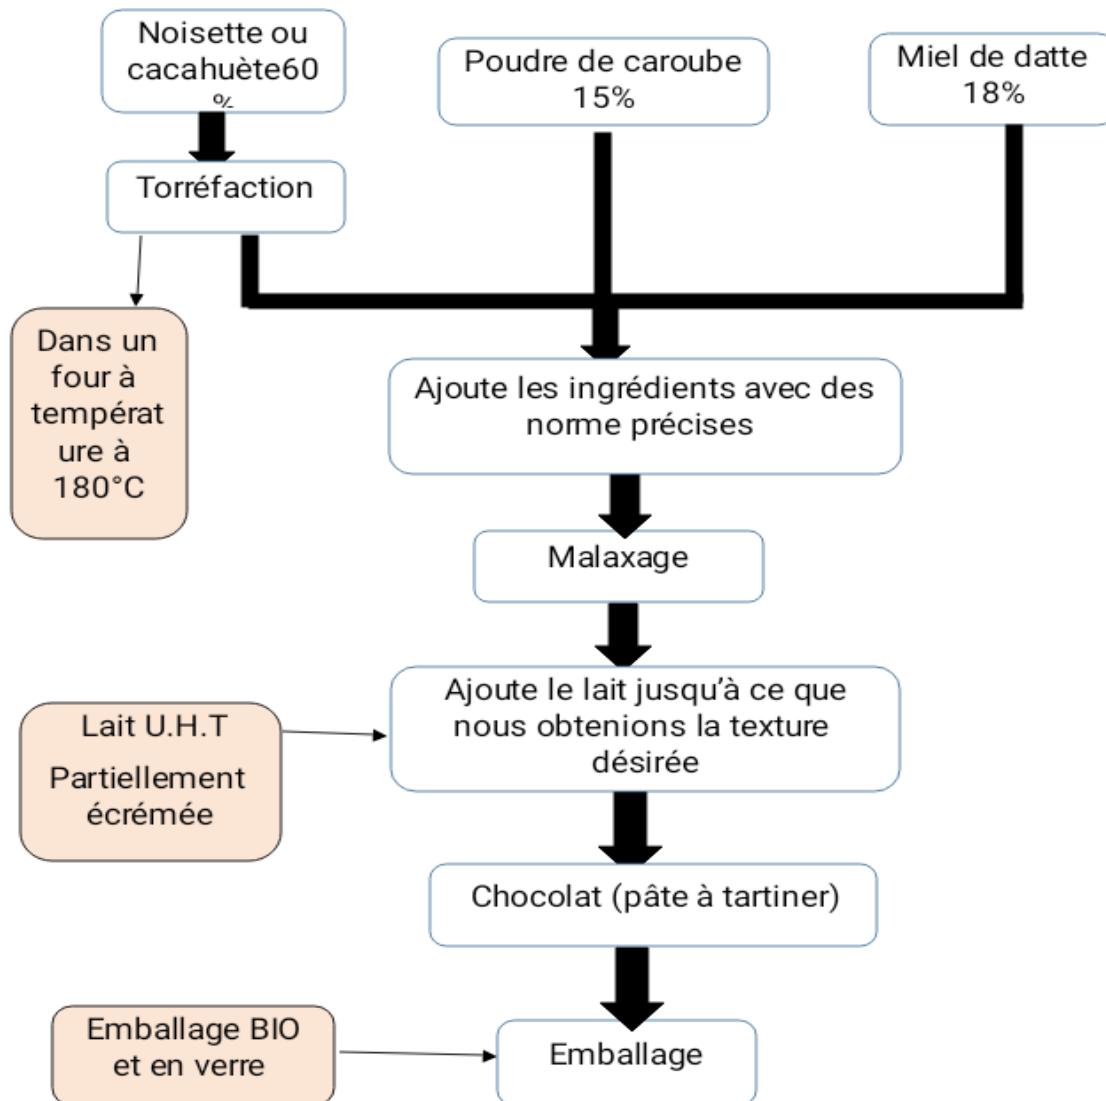 Noisette ou
cacahuète60
%
Poudre de caroube
15%
Miel de datte
18%
Torréfaction
Dans un
four à
températ
ure à
180°C
Ajoute les ingrédients avec des
norme précises
Malaxage
Ajoute le lait jusqu’à ce que
nous obtenions la texture
désirée
Lait U.H.T
Partiellement
écrémée
Chocolat (pâte à tartiner)
Emballage BIO
et en verre
Emballage